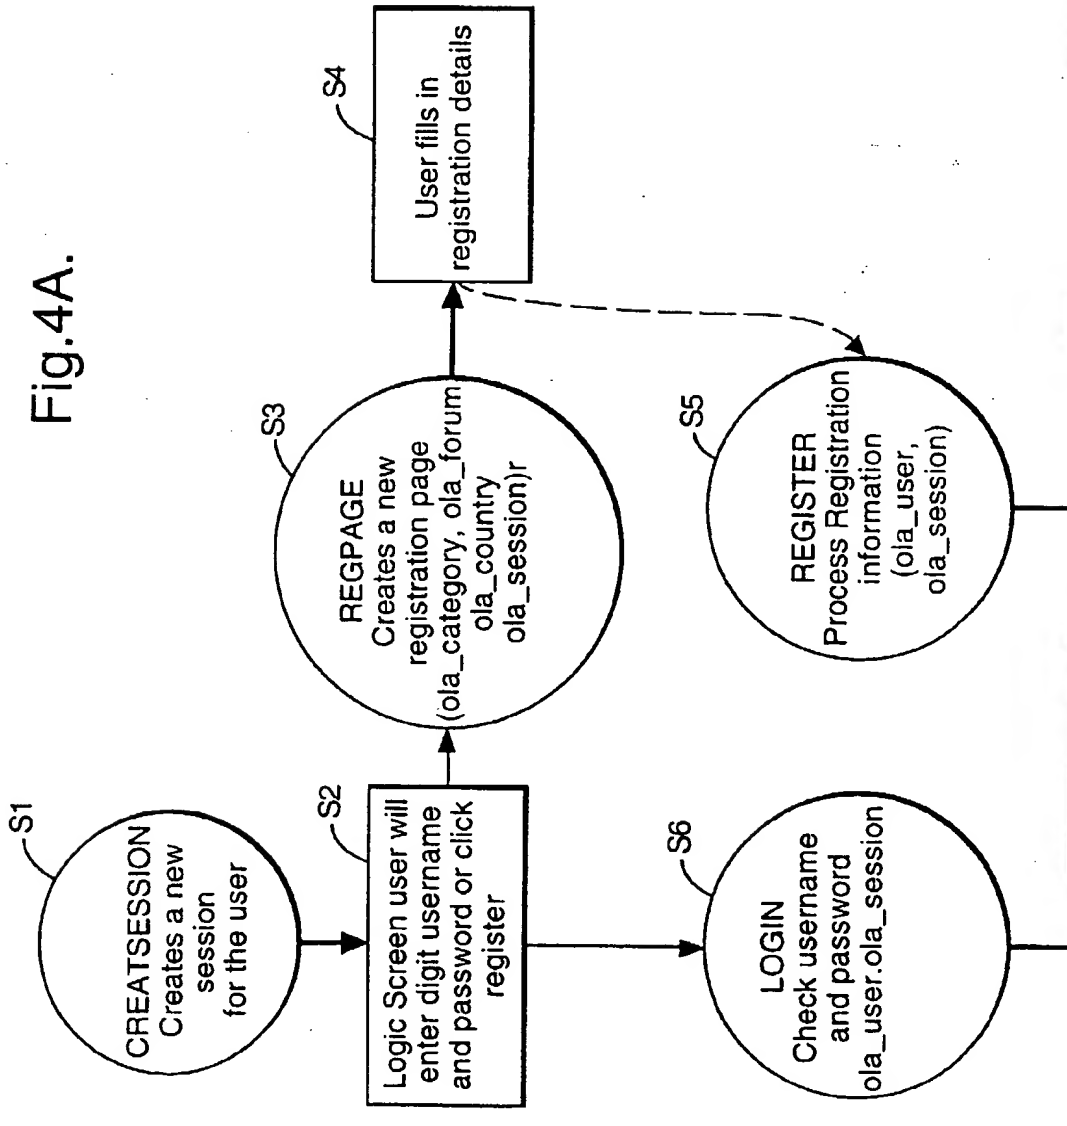 Fig.4A.
S1
CREATSESSION
Creates a new
session
for the user
S2
Logic Screen user will
enter digit username
and password or click
register
S3
REGPAGE
Creates a new
registration page
(ola_category, ola_forum
ola_country
ola_session)r
S4
User fills in
registration details
S5
REGISTER
Process Registration
information
(ola_user,
ola_session)
S6
LOGIN
Check username
and password
ola_user.ola_session